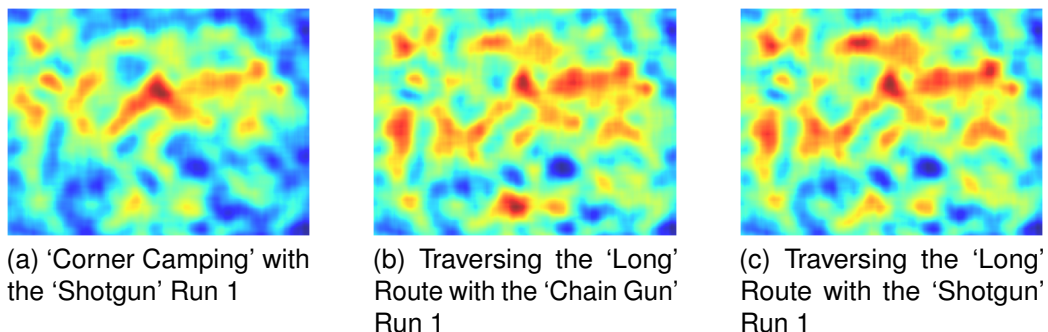 (a) ‘Corner Camping’ with
the ‘Shotgun’ Run 1
(b) Traversing the ‘Long’
Route with the ‘Chain Gun’
Run 1
(c) Traversing the ‘Long’
Route with the ‘Shotgun’
Run 1